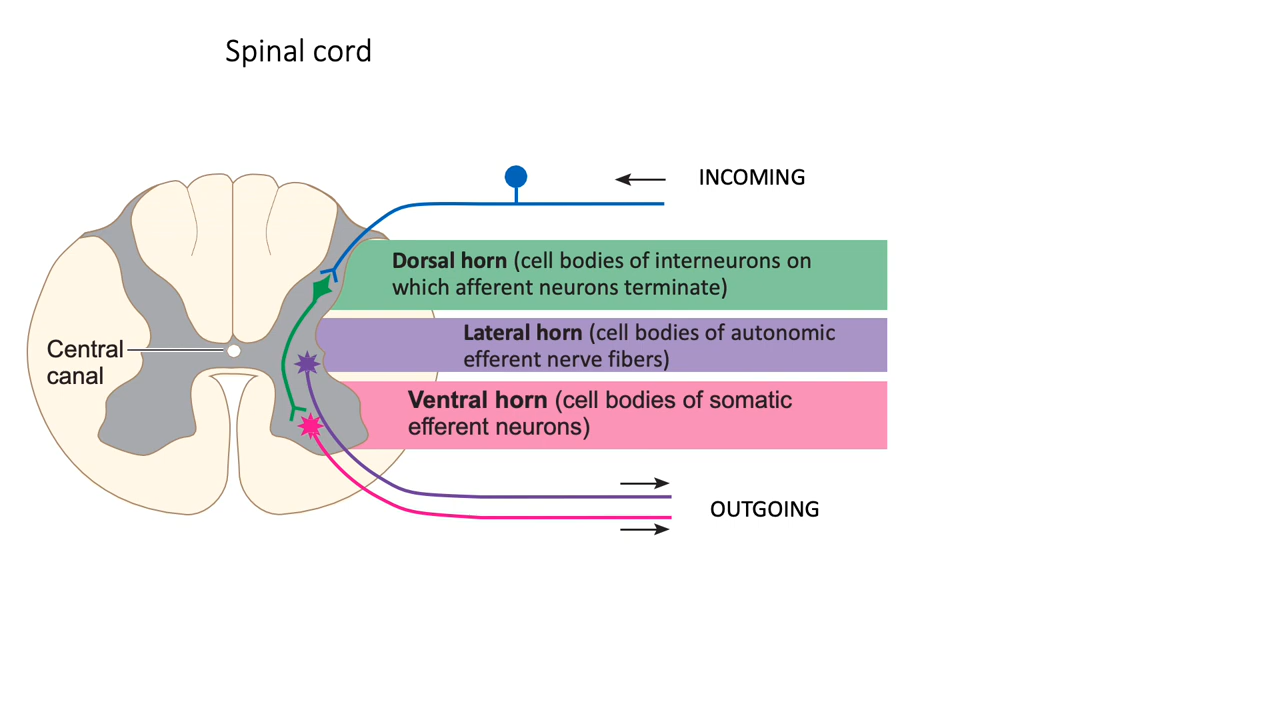 Spinal cord
INCOMING
Dorsal horn (cell bodies of interneurons on
which afferent neurons terminate)
Lateral horn (cell bodies of autonomic
efferent nerve fibers)
Central
canal
Ventral horn (cell bodies of somatic
efferent neurons)
OUTGOING